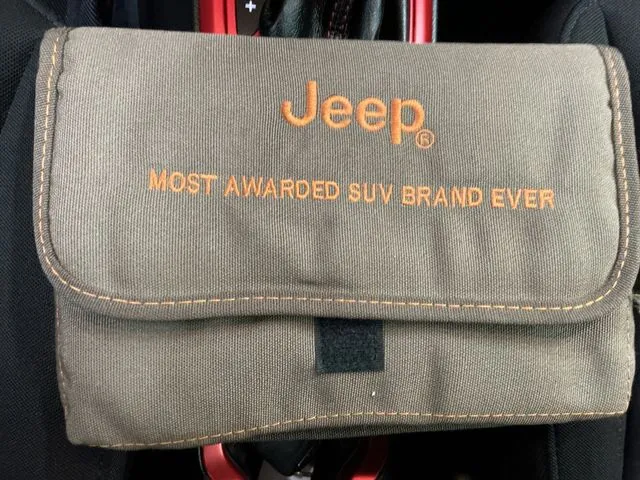 +
Jeep®
MOST AWARDED SUV BRAND EVER